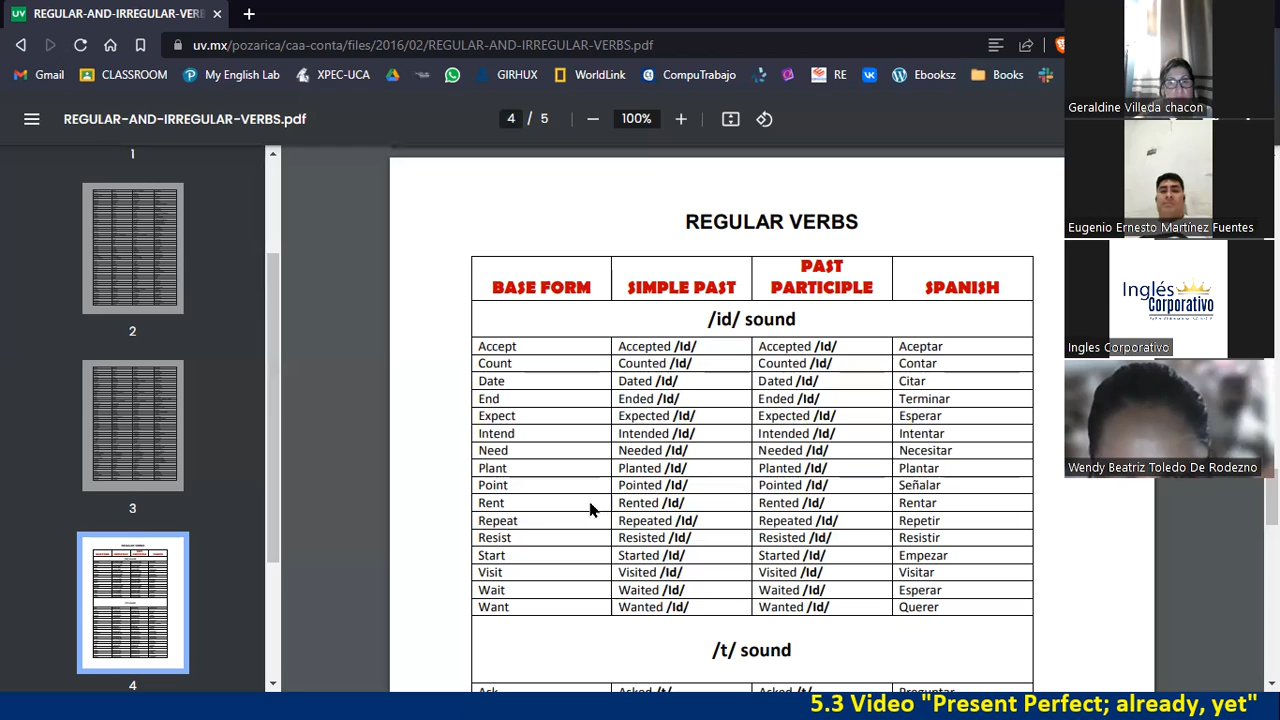 REGULAR-AND-IRREGULAR-VERB
uv.mx/pozarica/caa-conta/files/2016/02/REGULAR-AND-IRREGULAR-VERBS.pdf
Gmail CLASSROOM My English Lab XPEC-UCA GIRHUX WorldLink CompuTrabajo RE Ebooksz Books
REGULAR-AND-IRREGULAR-VERBS.pdf 4 / 5 100%
1
2
3
4
REGULAR VERBS
BASE FORM SIMPLE PAST PAST PARTICIPLE SPANISH
/id/ sound
Accept Accepted /Id/ Accepted /Id/ Aceptar
Count Counted /Id/ Counted /Id/ Contar
Date Dated /Id/ Dated /Id/ Citar
End Ended /Id/ Ended /Id/ Terminar
Expect Expected /Id/ Expected /Id/ Esperar
Intend Intended /Id/ Intended /Id/ Intentar
Need Needed /Id/ Needed /Id/ Necesitar
Plant Planted /Id/ Planted /Id/ Plantar
Point Pointed /Id/ Pointed /Id/ Señalar
Rent Rented /Id/ Rented /Id/ Rentar
Repeat Repeated /Id/ Repeated /Id/ Repetir
Resist Resisted /Id/ Resisted /Id/ Resistir
Start Started /Id/ Started /Id/ Empezar
Visit Visited /Id/ Visited /Id/ Visitar
Wait Waited /Id/ Waited /Id/ Esperar
Want Wanted /Id/ Wanted /Id/ Querer
/t/ sound
Ask Asked /t/ Asked /t/ Preguntar
Geraldine Villeda chacon
Eugenio Ernesto Martínez Fuentes
Inglés
Corporativo
Ingles Corporativo
Wendy Beatriz Toledo De Rodezno
5.3 Video "Present Perfect; already, yet"